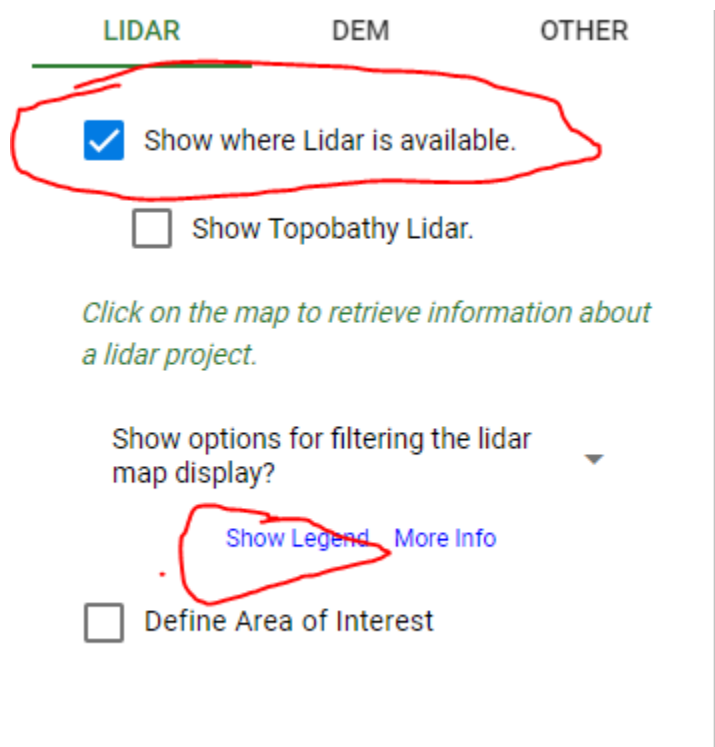 LIDAR DEM OTHER
Show where Lidar is available.
Show Topobathy Lidar.
Click on the map to retrieve information about
a lidar project.
Show options for filtering the lidar
map display?
Show Legend More Info
Define Area of Interest